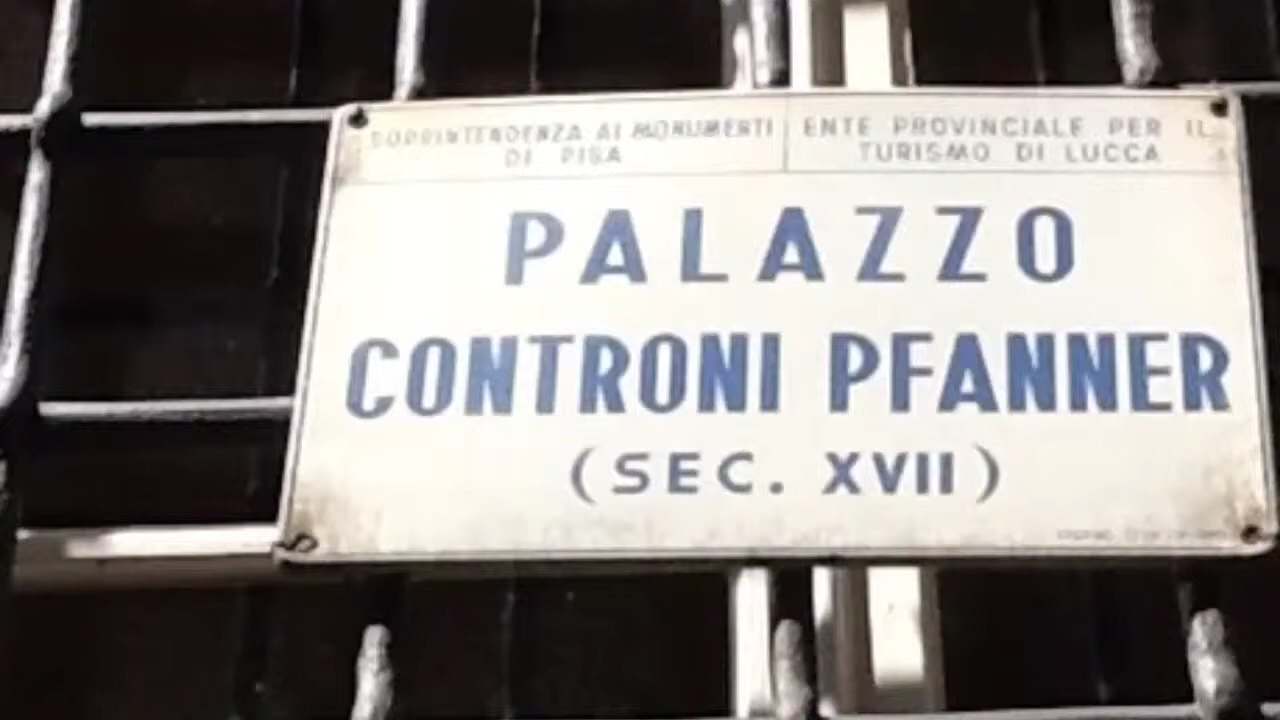 SOPRINTENDENZA AI MONUMENTI
DI PISA
ENTE PROVINCIALE PER IL
TURISMO DI LUCCA
PALAZZO
CONTRONI PFANNER
(SEC. XVII)